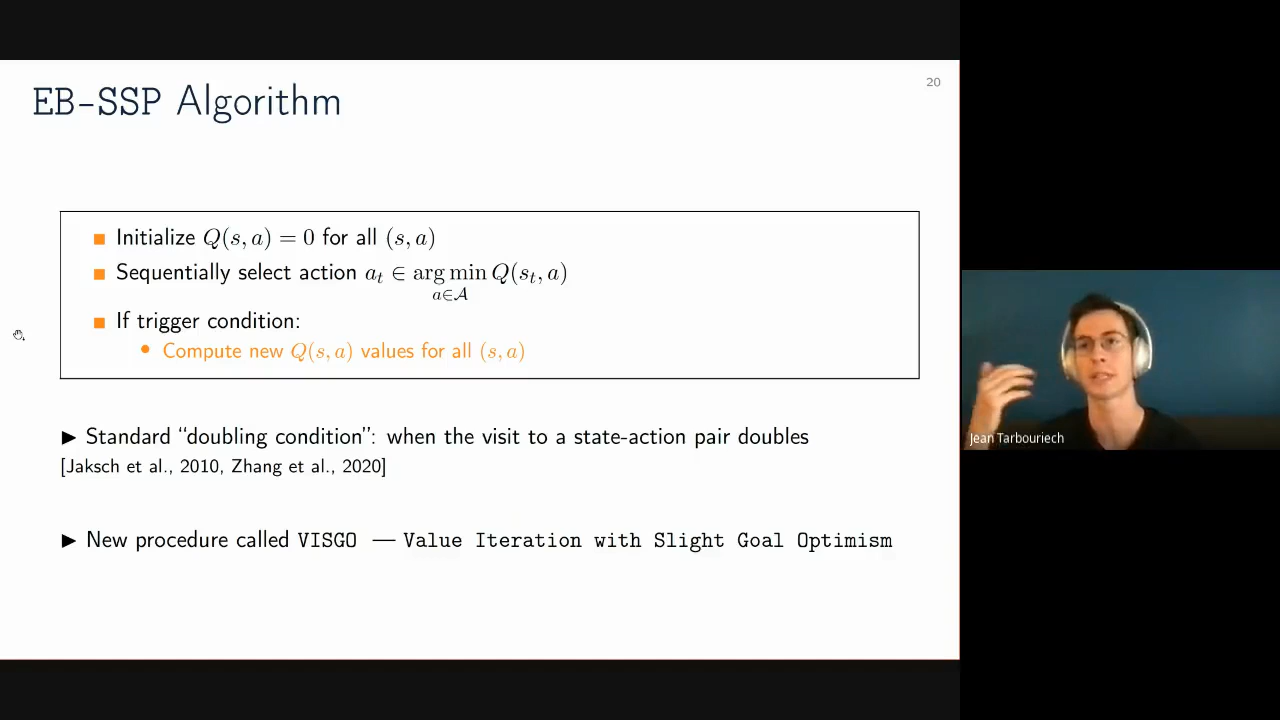 EB-SSP Algorithm
20
Initialize Q(s, a) = 0 for all (s, a)
Sequentially select action a_t ∈ arg min Q(s_t, a)
a∈𝒜
If trigger condition:
Compute new Q(s, a) values for all (s, a)
▶ Standard “doubling condition”: when the visit to a state-action pair doubles
[Jaksch et al., 2010, Zhang et al., 2020]
▶ New procedure called VISGO — Value Iteration with Slight Goal Optimism
Jean Tarbouriech